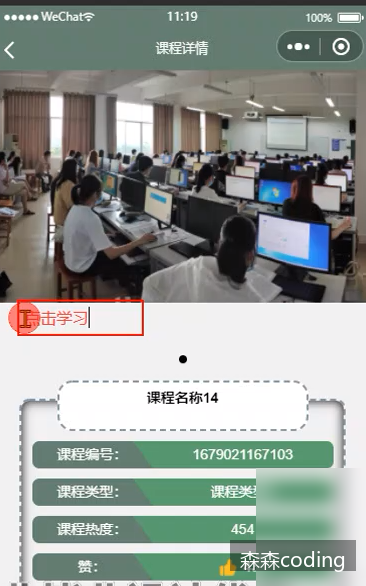 WeChat 11:19 100%
课程详情
点击学习
课程名称14
课程编号： 1679021167103
课程类型： 课程类
课程热度： 454
赞：
森森coding